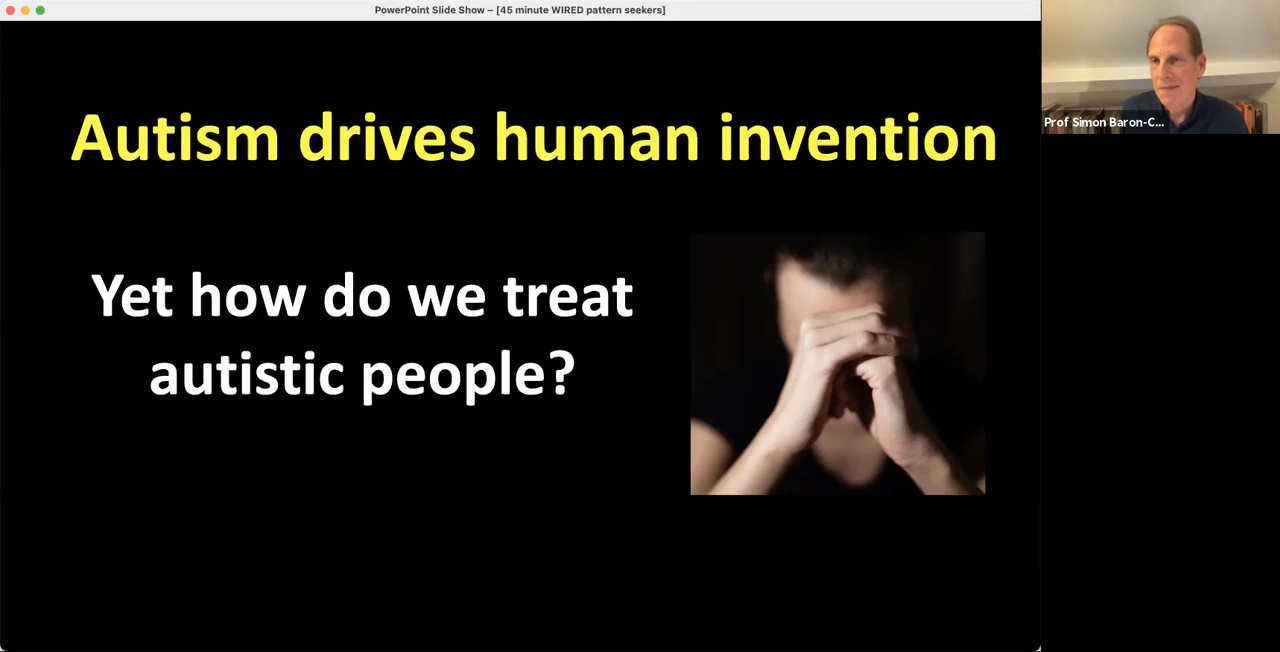 PowerPoint Slide Show – [45 minute WIRED pattern seekers]
Autism drives human invention
Yet how do we treat
autistic people?
Prof Simon Baron-C...